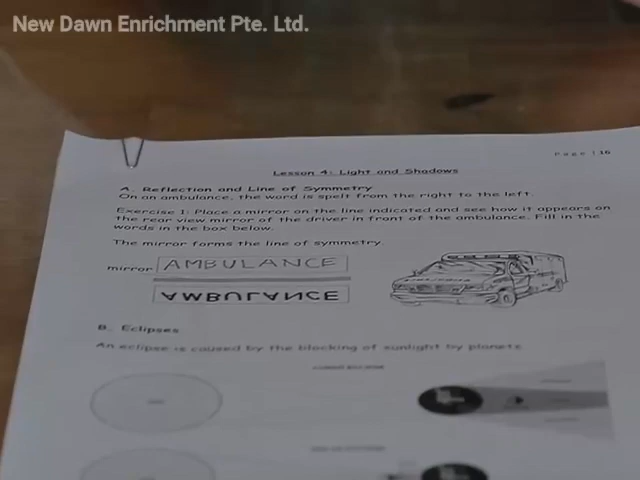 New Dawn Enrichment Pte. Ltd.
Page | 16
Lesson 4: Light and Shadows
A. Reflection and Line of Symmetry
On an ambulance, the word is spelt from the right to the left.
Exercise 1: Place a mirror on the line indicated and see how it appears on
the rear view mirror of the driver in front of the ambulance. Fill in the
words in the box below.
The mirror forms the line of symmetry.
mirror AMBULANCE
AMBULANCE
B. Eclipses
An eclipse is caused by the blocking of sunlight by planets